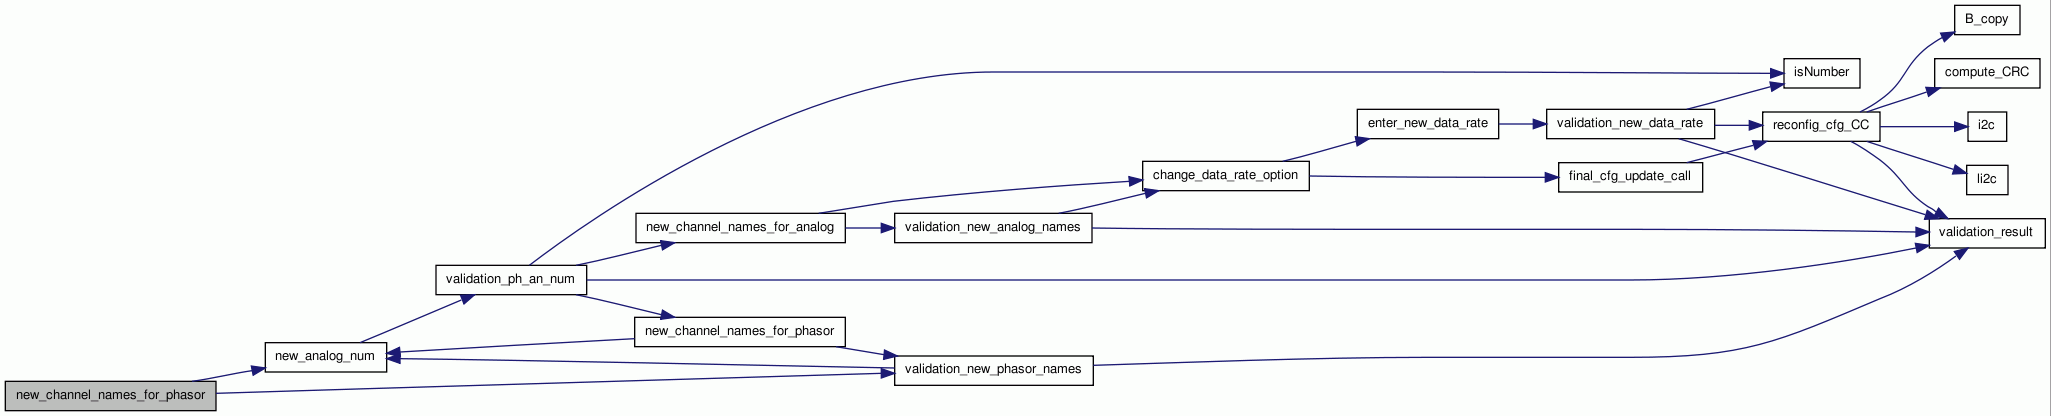 B_copy
isNumber
compute_CRC
enter_new_data_rate
validation_new_data_rate
reconfig_cfg_CC
i2c
change_data_rate_option
final_cfg_update_call
li2c
new_channel_names_for_analog
validation_new_analog_names
validation_result
validation_ph_an_num
new_channel_names_for_phasor
new_analog_num
validation_new_phasor_names
new_channel_names_for_phasor